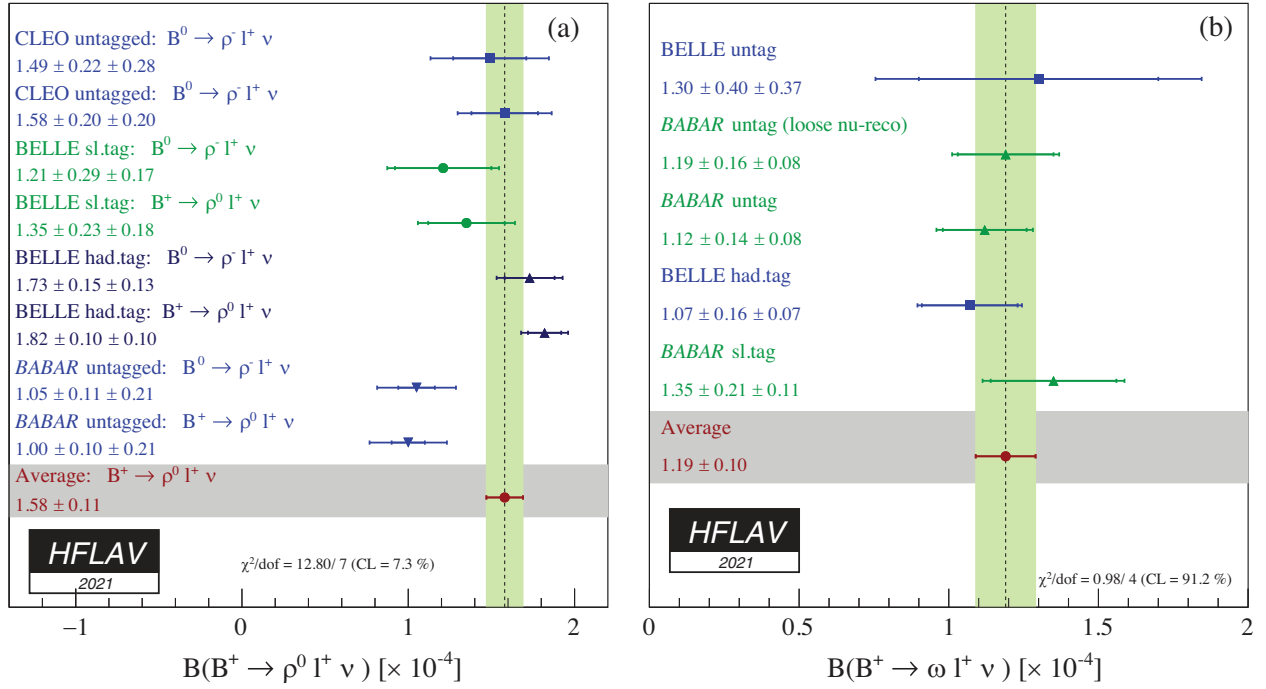 (a)
CLEO untagged: B⁰ → ρ⁻ l⁺ ν
1.49 ± 0.22 ± 0.28
CLEO untagged: B⁰ → ρ⁻ l⁺ ν
1.58 ± 0.20 ± 0.20
BELLE sl.tag: B⁰ → ρ⁻ l⁺ ν
1.21 ± 0.29 ± 0.17
BELLE sl.tag: B⁺ → ρ⁰ l⁺ ν
1.35 ± 0.23 ± 0.18
BELLE had.tag: B⁰ → ρ⁻ l⁺ ν
1.73 ± 0.15 ± 0.13
BELLE had.tag: B⁺ → ρ⁰ l⁺ ν
1.82 ± 0.10 ± 0.10
BABAR untagged: B⁰ → ρ⁻ l⁺ ν
1.05 ± 0.11 ± 0.21
BABAR untagged: B⁺ → ρ⁰ l⁺ ν
1.00 ± 0.10 ± 0.21
Average: B⁺ → ρ⁰ l⁺ ν
1.58 ± 0.11
HFLAV
2021
χ²/dof = 12.80/ 7 (CL = 7.3 %)
−1 0 1 2
B(B⁺ → ρ⁰ l⁺ ν ) [× 10⁻⁴]
(b)
BELLE untag
1.30 ± 0.40 ± 0.37
BABAR untag (loose nu-reco)
1.19 ± 0.16 ± 0.08
BABAR untag
1.12 ± 0.14 ± 0.08
BELLE had.tag
1.07 ± 0.16 ± 0.07
BABAR sl.tag
1.35 ± 0.21 ± 0.11
Average
1.19 ± 0.10
HFLAV
2021
χ²/dof = 0.98/ 4 (CL = 91.2 %)
0 0.5 1 1.5 2
B(B⁺ → ω l⁺ ν ) [× 10⁻⁴]